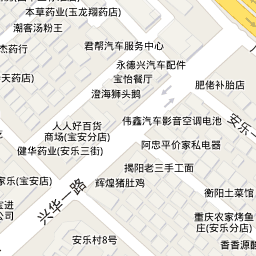 本草药业(玉龙翔药店)
潮客汤粉王
杰药行
君帮汽车服务中心
永德兴汽车配件
宝怡餐厅
天药店)
肥佬补胎店
澄海狮头鹅
人人好百货
商场(宝安分店)
伟鑫汽车影音空调电池
安乐一
健华药业(安乐三街)
阿忠平价家私电器
揭阳老三手工面
家乐(宝安店)
辉煌猪肚鸡
兴华一路
衡阳土菜馆
宝进
公司
重庆农家烤鱼
庄(安乐分店)
安乐村8号
香香源酿